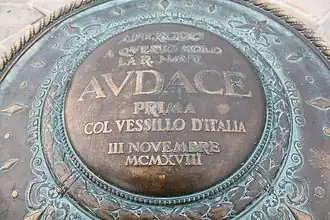 APPRODO
A QUESTO MOLO
LA R. NAVE
AVDACE
PRIMA
COL VESSILLO D'ITALIA
III NOVEMBRE
MCMXVIII